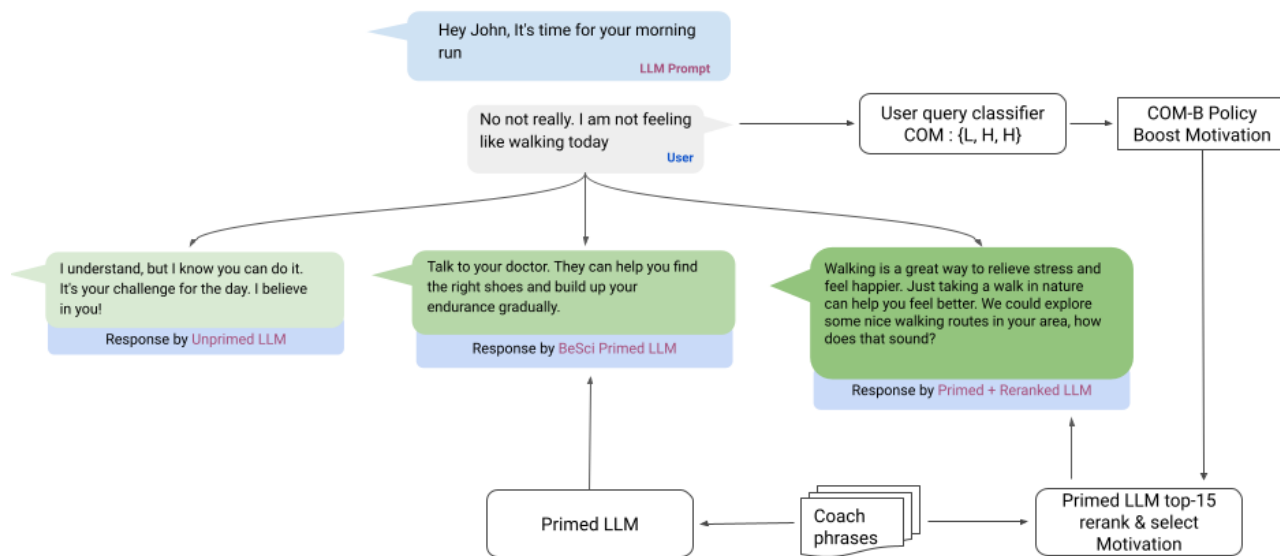 Hey John, It's time for your morning
run
LLM Prompt
No not really. I am not feeling
like walking today
User
User query classifier
COM : {L, H, H}
COM-B Policy
Boost Motivation
I understand, but I know you can do it.
It's your challenge for the day. I believe
in you!
Response by Unprimed LLM
Talk to your doctor. They can help you find
the right shoes and build up your
endurance gradually.
Response by BeSci Primed LLM
Walking is a great way to relieve stress and
feel happier. Just taking a walk in nature
can help you feel better. We could explore
some nice walking routes in your area, how
does that sound?
Response by Primed + Reranked LLM
Primed LLM
Coach
phrases
Primed LLM top-15
rerank & select
Motivation